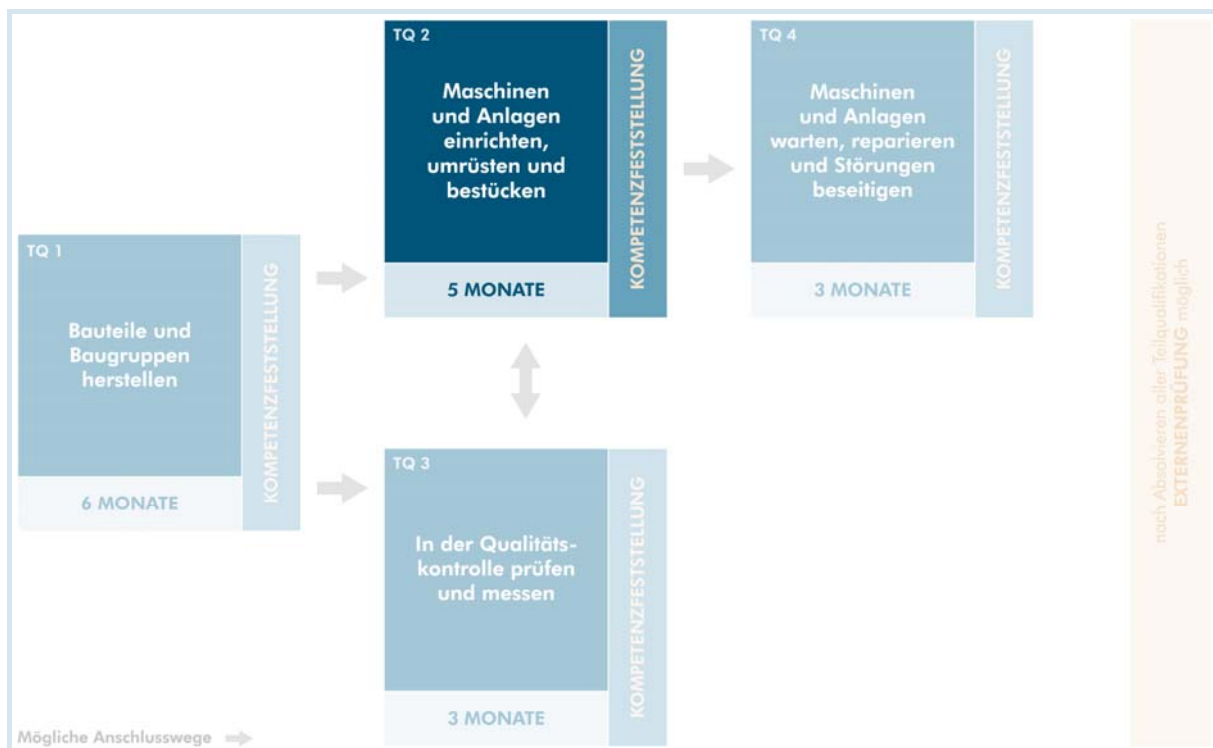 TQ 1
Bauteile und
Baugruppen
herstellen
6 MONATE
KOMPETENZFESTSTELLUNG
TQ 2
Maschinen
und Anlagen
einrichten,
umrüsten und
bestücken
5 MONATE
KOMPETENZFESTSTELLUNG
TQ 3
In der Qualitäts-
kontrolle prüfen
und messen
3 MONATE
KOMPETENZFESTSTELLUNG
TQ 4
Maschinen
und Anlagen
warten, reparieren
und Störungen
beseitigen
3 MONATE
KOMPETENZFESTSTELLUNG
nach Absolvieren aller Teilqualifikationen
EXTERNENPRÜFUNG möglich
Mögliche Anschlusswege